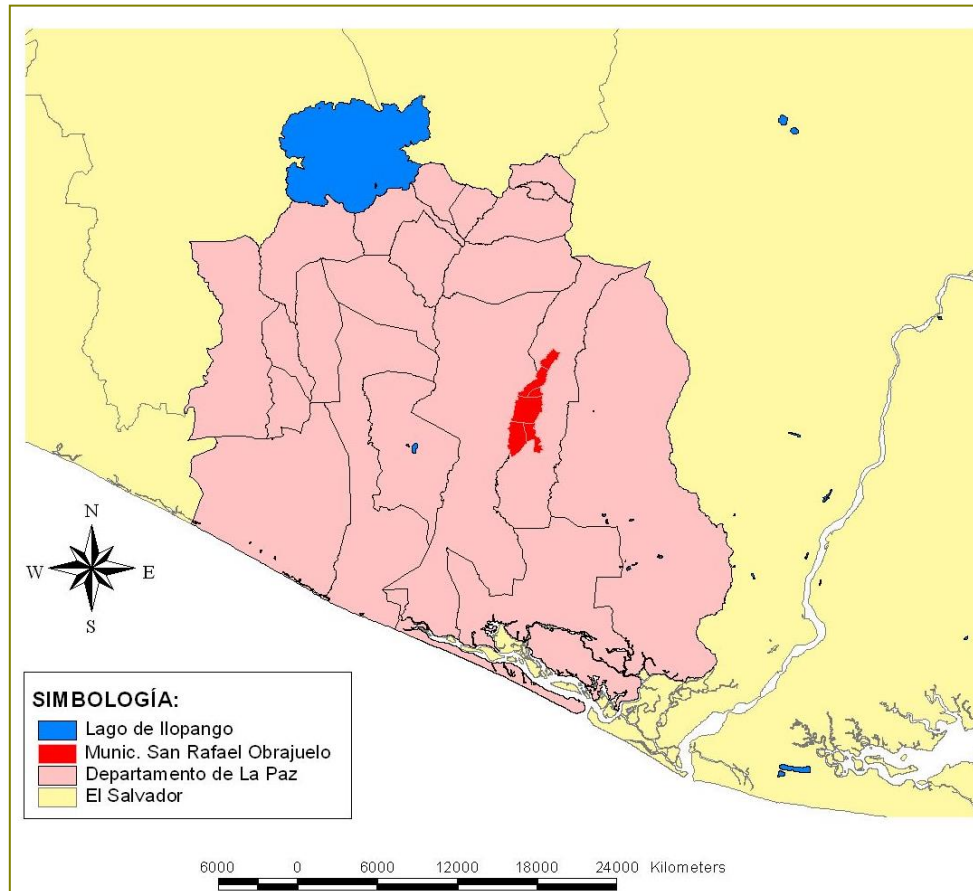 N
W E
S
SIMBOLOGÍA:
Lago de Ilopango
Munic. San Rafael Obrajuelo
Departamento de La Paz
El Salvador
6000 0 6000 12000 18000 24000 Kilometers